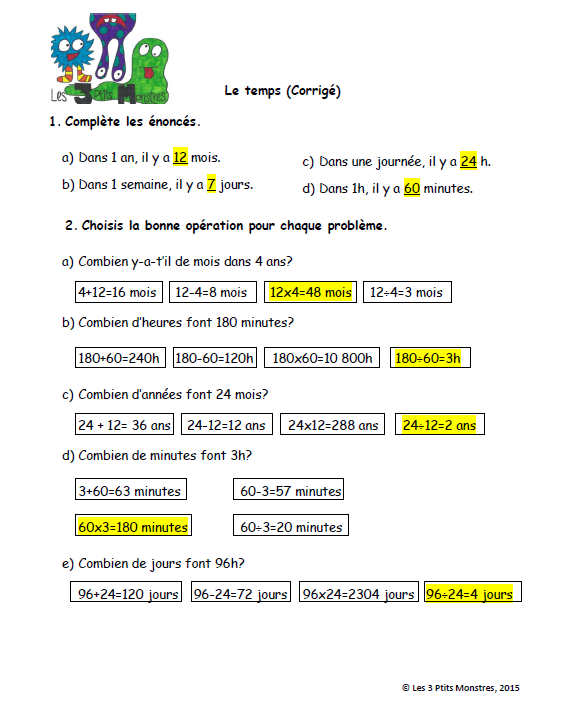 Les 3 Ptits Monstres
Le temps (Corrigé)
1. Complète les énoncés.
a) Dans 1 an, il y a 12 mois.
b) Dans 1 semaine, il y a 7 jours.
c) Dans une journée, il y a 24 h.
d) Dans 1h, il y a 60 minutes.
2. Choisis la bonne opération pour chaque problème.
a) Combien y-a-t'il de mois dans 4 ans?
4+12=16 mois 12-4=8 mois 12x4=48 mois 12÷4=3 mois
b) Combien d'heures font 180 minutes?
180+60=240h 180-60=120h 180x60=10 800h 180÷60=3h
c) Combien d'années font 24 mois?
24 + 12= 36 ans 24-12=12 ans 24x12=288 ans 24÷12=2 ans
d) Combien de minutes font 3h?
3+60=63 minutes 60-3=57 minutes
60x3=180 minutes 60÷3=20 minutes
e) Combien de jours font 96h?
96+24=120 jours 96-24=72 jours 96x24=2304 jours 96÷24=4 jours
© Les 3 Ptits Monstres, 2015